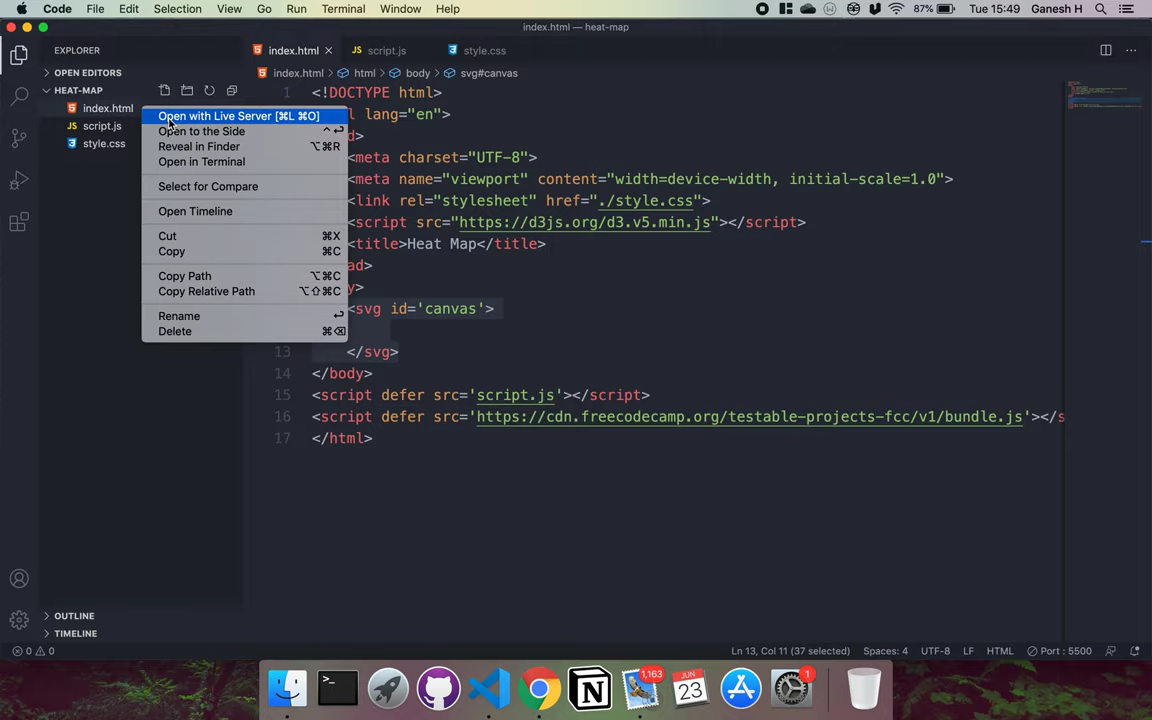 Code File Edit Selection View Go Run Terminal Window Help 87% Tue 15:49 Ganesh H
index.html — heat-map
EXPLORER
index.html
JS script.js
style.css
OPEN EDITORS
index.html > html > body > svg#canvas
HEAT-MAP
1 <!DOCTYPE html>
index.html
Open with Live Server [⌘L ⌘O]
l lang="en">
script.js
Open to the Side ^⏎
d>
style.css
Reveal in Finder ⌥⌘R
<meta charset="UTF-8">
Open in Terminal
<meta name="viewport" content="width=device-width, initial-scale=1.0">
Select for Compare
<link rel="stylesheet" href="./style.css">
Open Timeline
<script src="https://d3js.org/d3.v5.min.js"></script>
Cut ⌘X
<title>Heat Map</title>
Copy ⌘C
ad>
Copy Path ⌥⌘C
y>
Copy Relative Path ⌥⇧⌘C
<svg id='canvas'>
Rename ⏎
Delete ⌘⌫
13 </svg>
14 </body>
15 <script defer src='script.js'></script>
16 <script defer src='https://cdn.freecodecamp.org/testable-projects-fcc/v1/bundle.js'></s
17 </html>
OUTLINE
TIMELINE
0 0 Ln 13, Col 11 (37 selected) Spaces: 4 UTF-8 LF HTML Port : 5500
>_
N
1,163
JUN
23
1